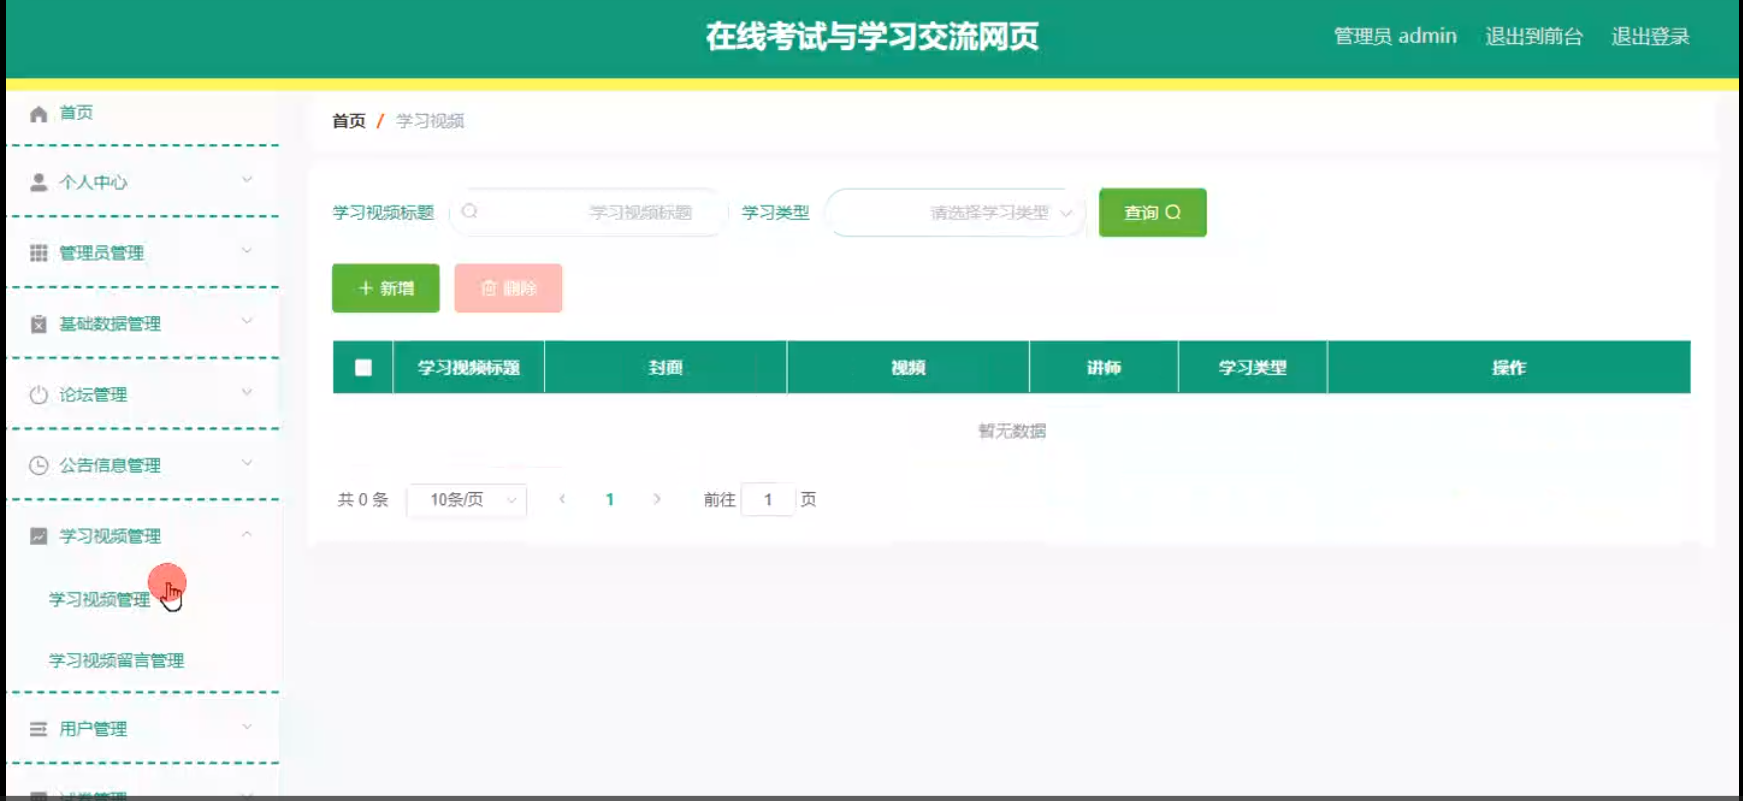 在线考试与学习交流网页
管理员 admin 退出到前台 退出登录
首页
个人中心
管理员管理
基础数据管理
论坛管理
公告信息管理
学习视频管理
学习视频管理
学习视频留言管理
用户管理
试卷管理
首页 / 学习视频
学习视频标题 学习视频标题 学习类型 请选择学习类型 查询
新增 删除
学习视频标题 封面 视频 讲师 学习类型 操作
暂无数据
共 0 条 10条/页 1 前往 1 页